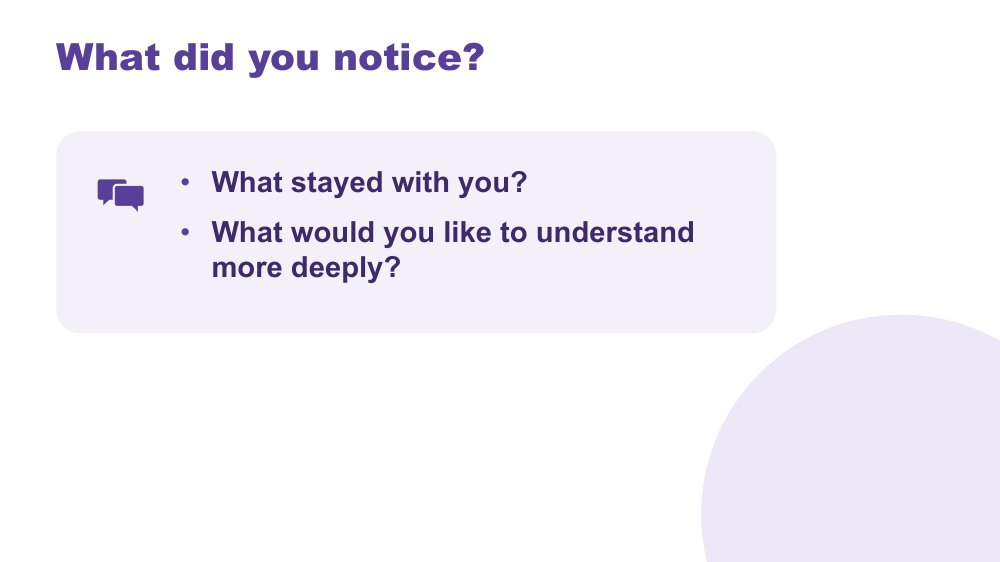 What did you notice?
• What stayed with you?
• What would you like to understand
more deeply?